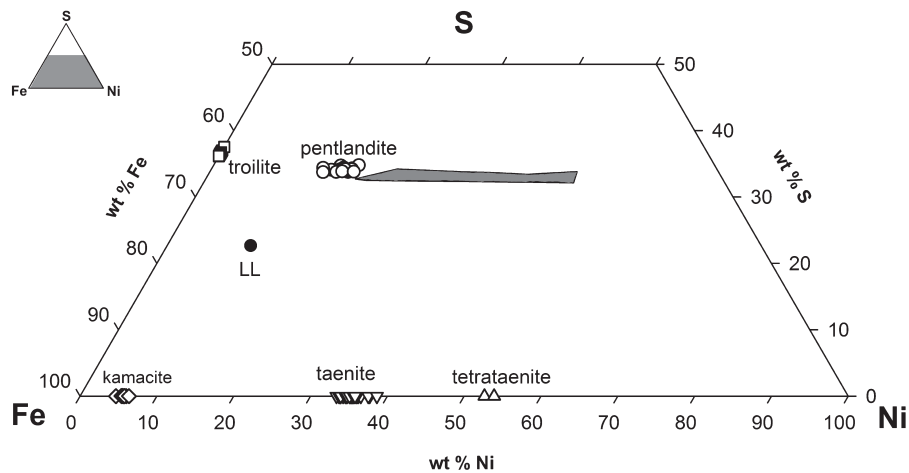 S
Fe
Ni
S
50
50
60
40
pentlandite
troilite
wt % Fe
wt % S
70
30
80
20
LL
90
10
100
kamacite
taenite
tetrataenite
0
Fe
Ni
0
10
20
30
40
50
60
70
80
90
100
wt % Ni